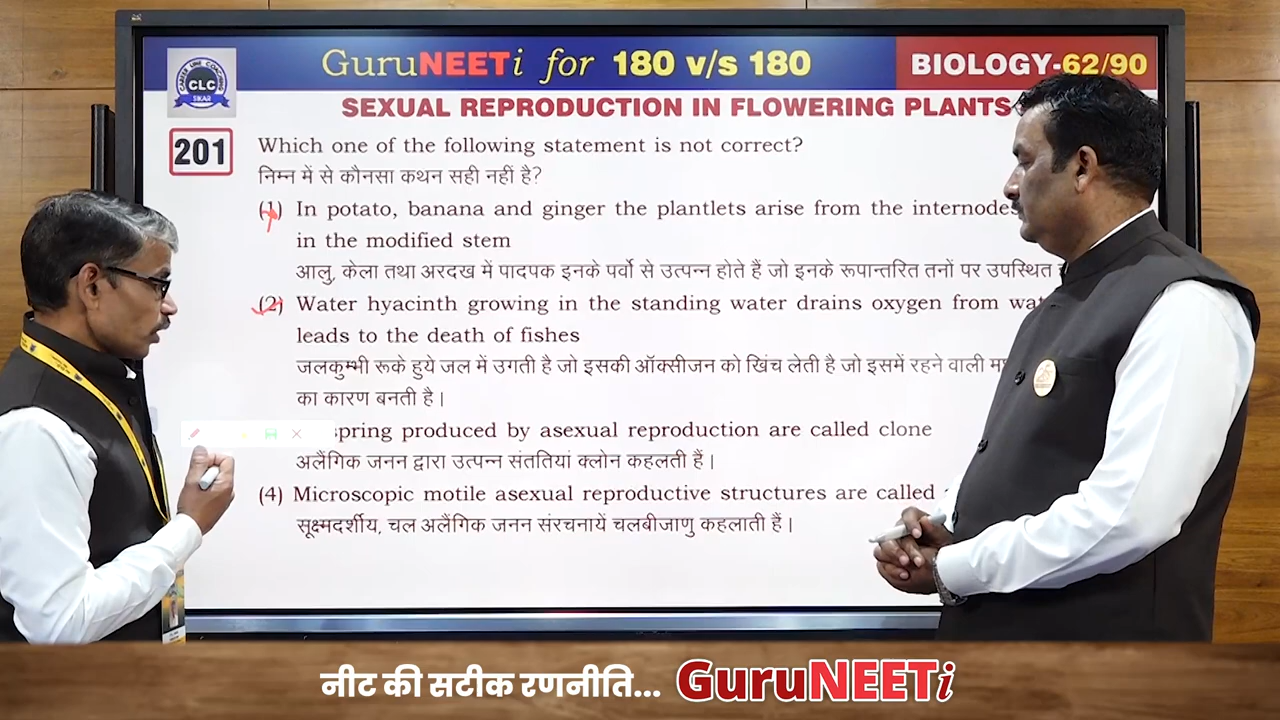 CAREER LINE COACHING
CLC
SIKAR
GuruNEETi for 180 v/s 180
BIOLOGY-62/90
SEXUAL REPRODUCTION IN FLOWERING PLANTS
201
Which one of the following statement is not correct?
निम्न में से कौनसा कथन सही नहीं है?
(1) In potato, banana and ginger the plantlets arise from the internodes
in the modified stem
आलु, केला तथा अरदख में पादपक इनके पर्वो से उत्पन्न होते हैं जो इनके रूपान्तरित तनों पर उपस्थित
(2) Water hyacinth growing in the standing water drains oxygen from
leads to the death of fishes
जलकुम्भी रूके हुये जल में उगती है जो इसकी ऑक्सीजन को खिंच लेती है जो इसमें रहने वाली
का कारण बनती है।
spring produced by asexual reproduction are called clone
अलैंगिक जनन द्वारा उत्पन्न संततियां क्लोन कहलती हैं।
(4) Microscopic motile asexual reproductive structures are called
सूक्ष्मदर्शीय, चल अलैंगिक जनन संरचनायें चलबीजाणु कहलाती हैं।
नीट की सटीक रणनीति... GuruNEETi